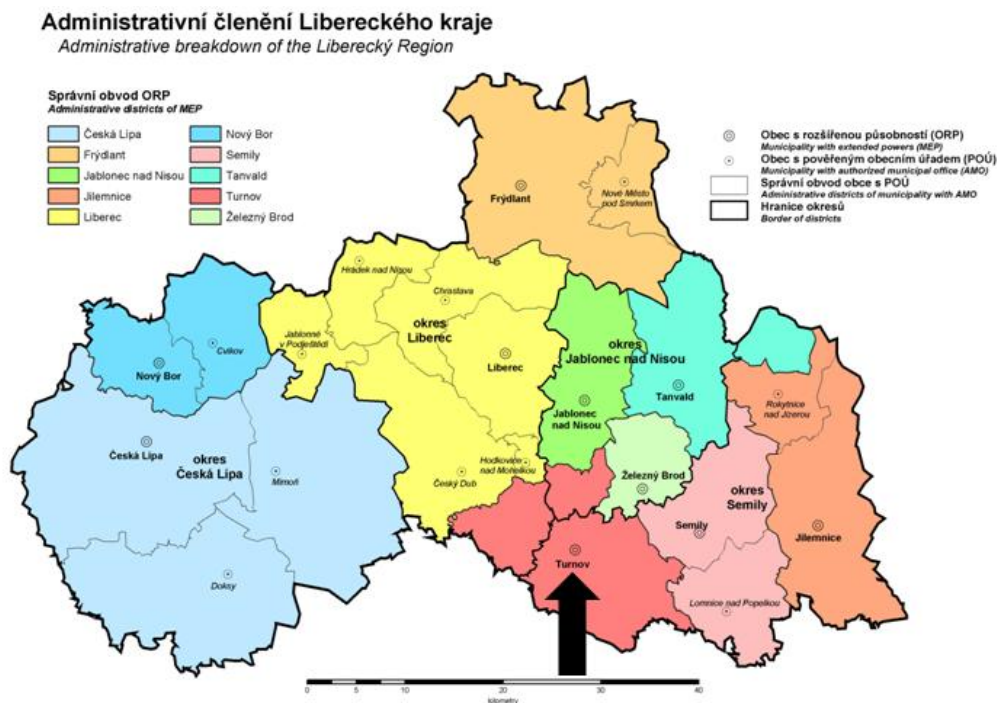 Administrativní členění Libereckého kraje
Administrative breakdown of the Liberecký Region
Správní obvod ORP
Administrative districts of MEP
Česká Lípa
Nový Bor
Frýdlant
Semily
Jablonec nad Nisou
Tanvald
Jilemnice
Turnov
Liberec
Železný Brod
Obec s rozšířenou působností (ORP)
Municipality with extended powers (MEP)
Obec s pověřeným obecním úřadem (POÚ)
Municipality with authorized municipal office (AMO)
Správní obvod obce s POÚ
Administrative districts of municipality with AMO
Hranice okresů
Border of districts
Frýdlant
Nové Město
pod Smrkem
Hrádek nad Nisou
Chrastava
okres
Liberec
Jablonné
v Podještědí
Cvikov
Nový Bor
Liberec
okres
Jablonec nad Nisou
Tanvald
Rokytnice
nad Jizerou
Jablonec
nad Nisou
Česká Lípa
okres
Česká Lípa
Mimoň
Hodkovice
nad Mohelkou
Český Dub
Železný Brod
okres
Semily
Semily
Jilemnice
Turnov
Doksy
Lomnice nad Popelkou
0 5 10 20 30 40
kilometry